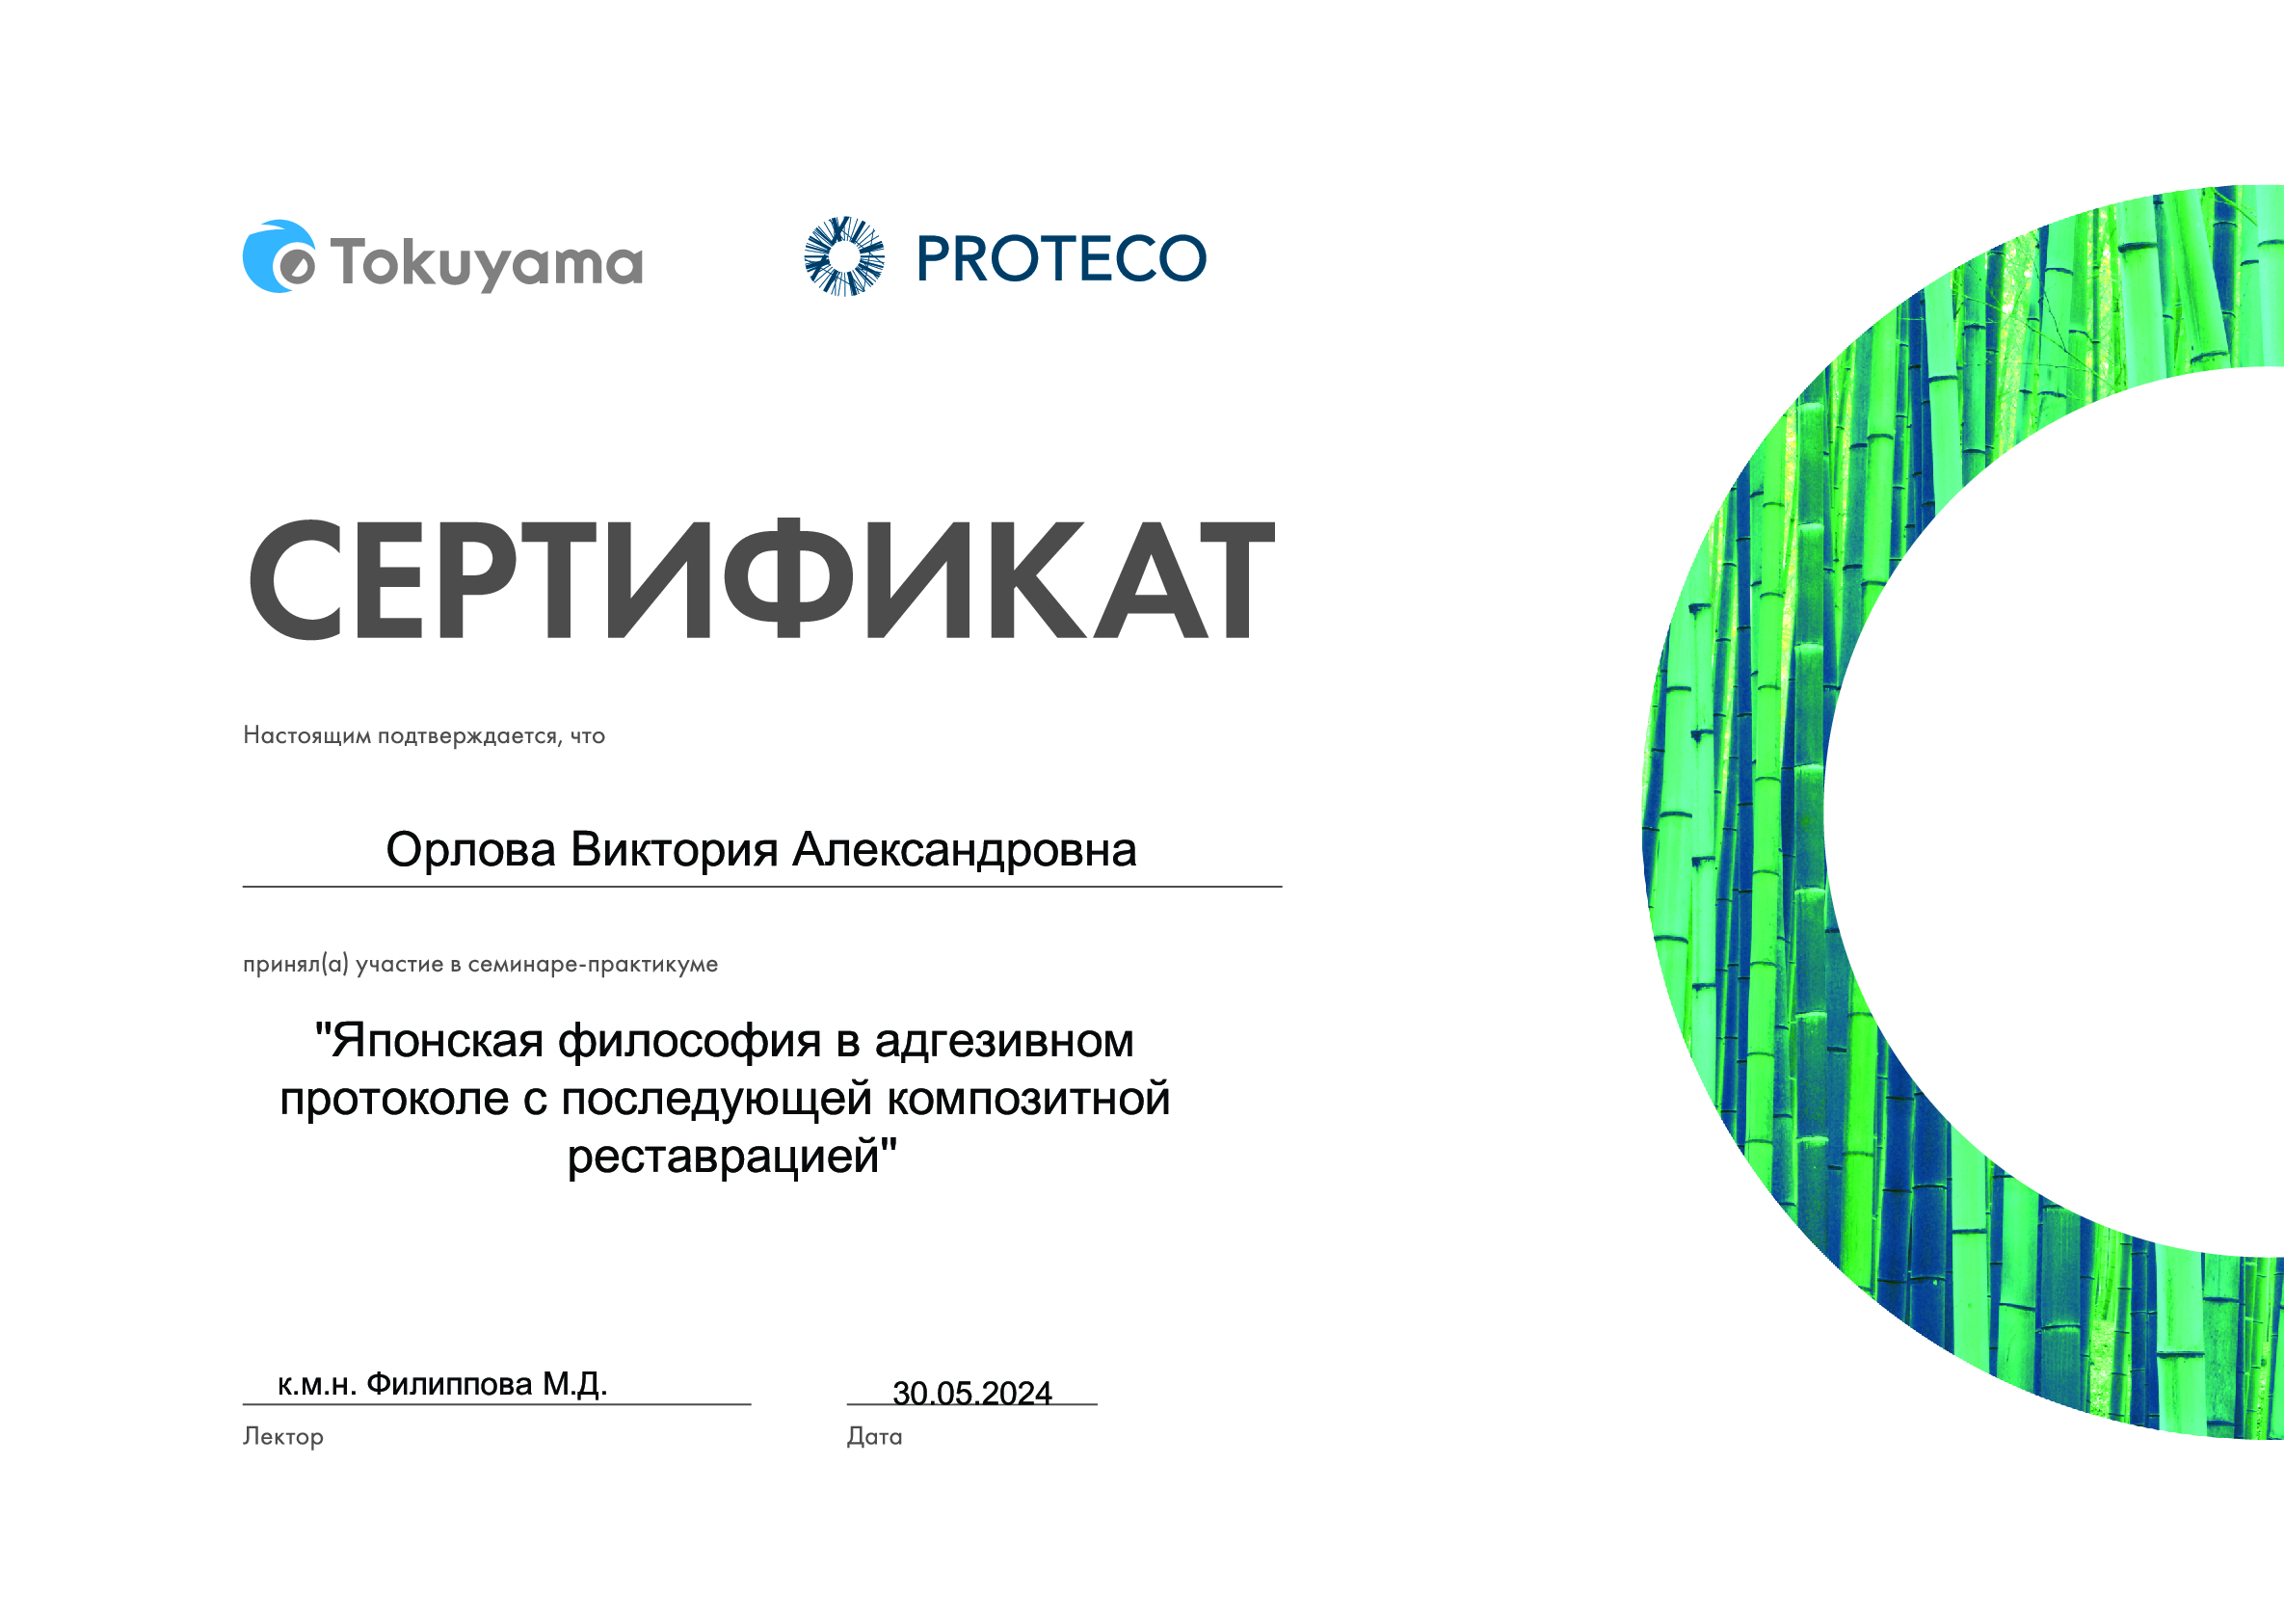 Tokuyama
PROTECO
СЕРТИФИКАТ
Настоящим подтверждается, что
Орлова Виктория Александровна
принял(а) участие в семинаре-практикуме
"Японская философия в адгезивном
протоколе с последующей композитной
реставрацией"
к.м.н. Филиппова М.Д.
30.05.2024
Лектор
Дата